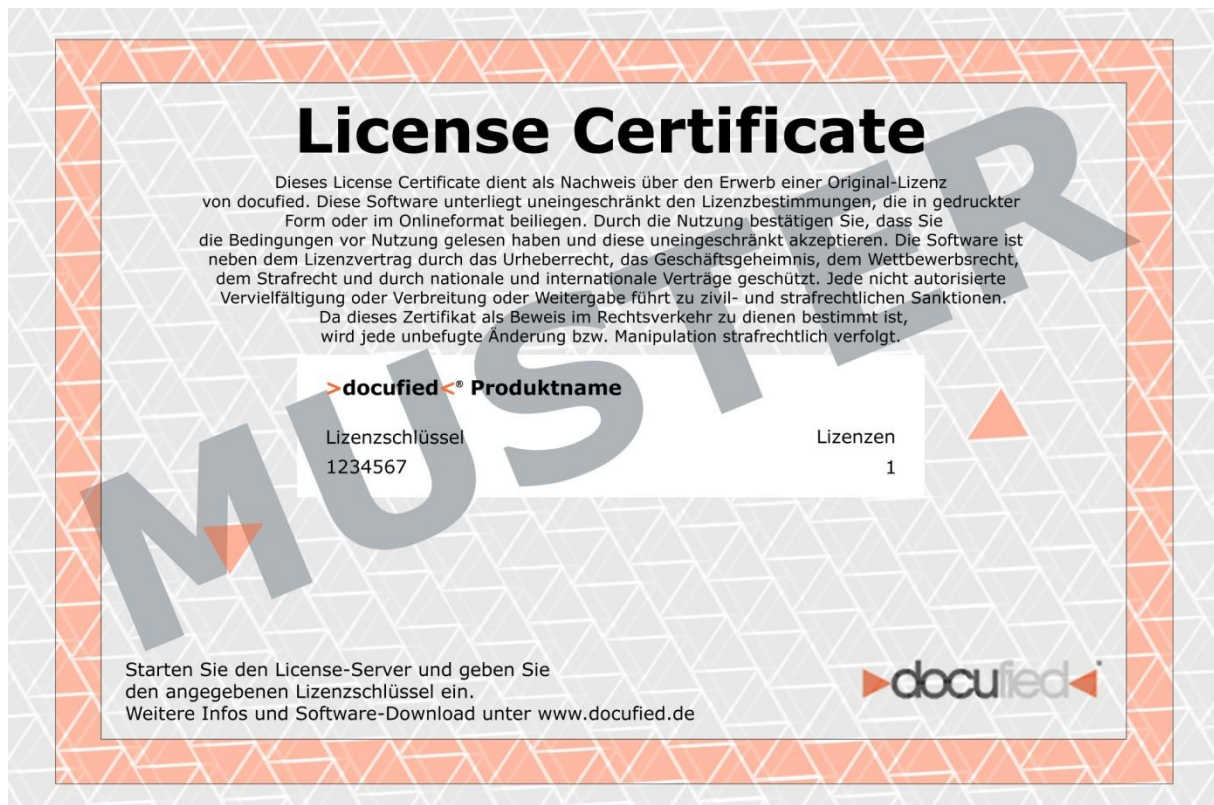 License Certificate
Dieses License Certificate dient als Nachweis über den Erwerb einer Original-Lizenz
von docufied. Diese Software unterliegt uneingeschränkt den Lizenzbestimmungen, die in gedruckter
Form oder im Onlineformat beiliegen. Durch die Nutzung bestätigen Sie, dass Sie
die Bedingungen vor Nutzung gelesen haben und diese uneingeschränkt akzeptieren. Die Software ist
neben dem Lizenzvertrag durch das Urheberrecht, das Geschäftsgeheimnis, dem Wettbewerbsrecht,
dem Strafrecht und durch nationale und internationale Verträge geschützt. Jede nicht autorisierte
Vervielfältigung oder Verbreitung oder Weitergabe führt zu zivil- und strafrechtlichen Sanktionen.
Da dieses Zertifikat als Beweis im Rechtsverkehr zu dienen bestimmt ist,
wird jede unbefugte Änderung bzw. Manipulation strafrechtlich verfolgt.
MUSTER
>docufied<® Produktname
Lizenzschlüssel Lizenzen
1234567 1
Starten Sie den License-Server und geben Sie
den angegebenen Lizenzschlüssel ein.
Weitere Infos und Software-Download unter www.docufied.de
docufied